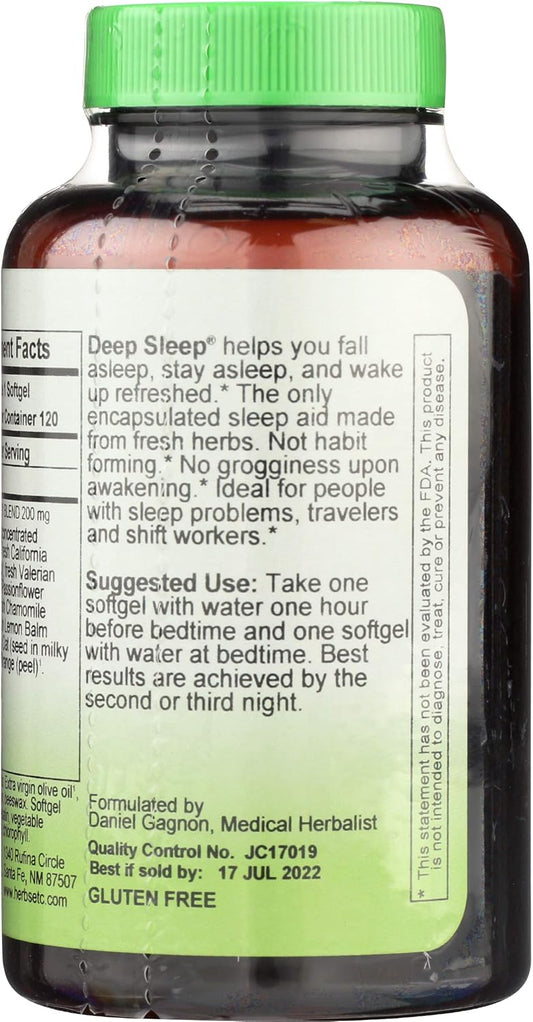 ent Facts
1 Softgel
Container 120
Serving
BLEND 200 mg
oncentrated
esh California
fresh Valerian
assionflower
Chamomile
Lemon Balm
Oat (seed in milky
range (peel)¹.
Extra virgin olive oil¹,
beeswax. Softgel
vegetable
chlorophyll.
1340 Rufina Circle
Santa Fe, NM 87507
www.herbsetc.com
Deep Sleep® helps you fall
asleep, stay asleep, and wake
up refreshed.* The only
encapsulated sleep aid made
from fresh herbs. Not habit
forming.* No grogginess upon
awakening.* Ideal for people
with sleep problems, travelers
and shift workers.*
Suggested Use: Take one
softgel with water one hour
before bedtime and one softgel
with water at bedtime. Best
results are achieved by the
second or third night.
Formulated by
Daniel Gagnon, Medical Herbalist
Quality Control No. JC17019
Best if sold by: 17 JUL 2022
GLUTEN FREE
* This statement has not been evaluated by the FDA. This product
is not intended to diagnose, treat, cure or prevent any disease.